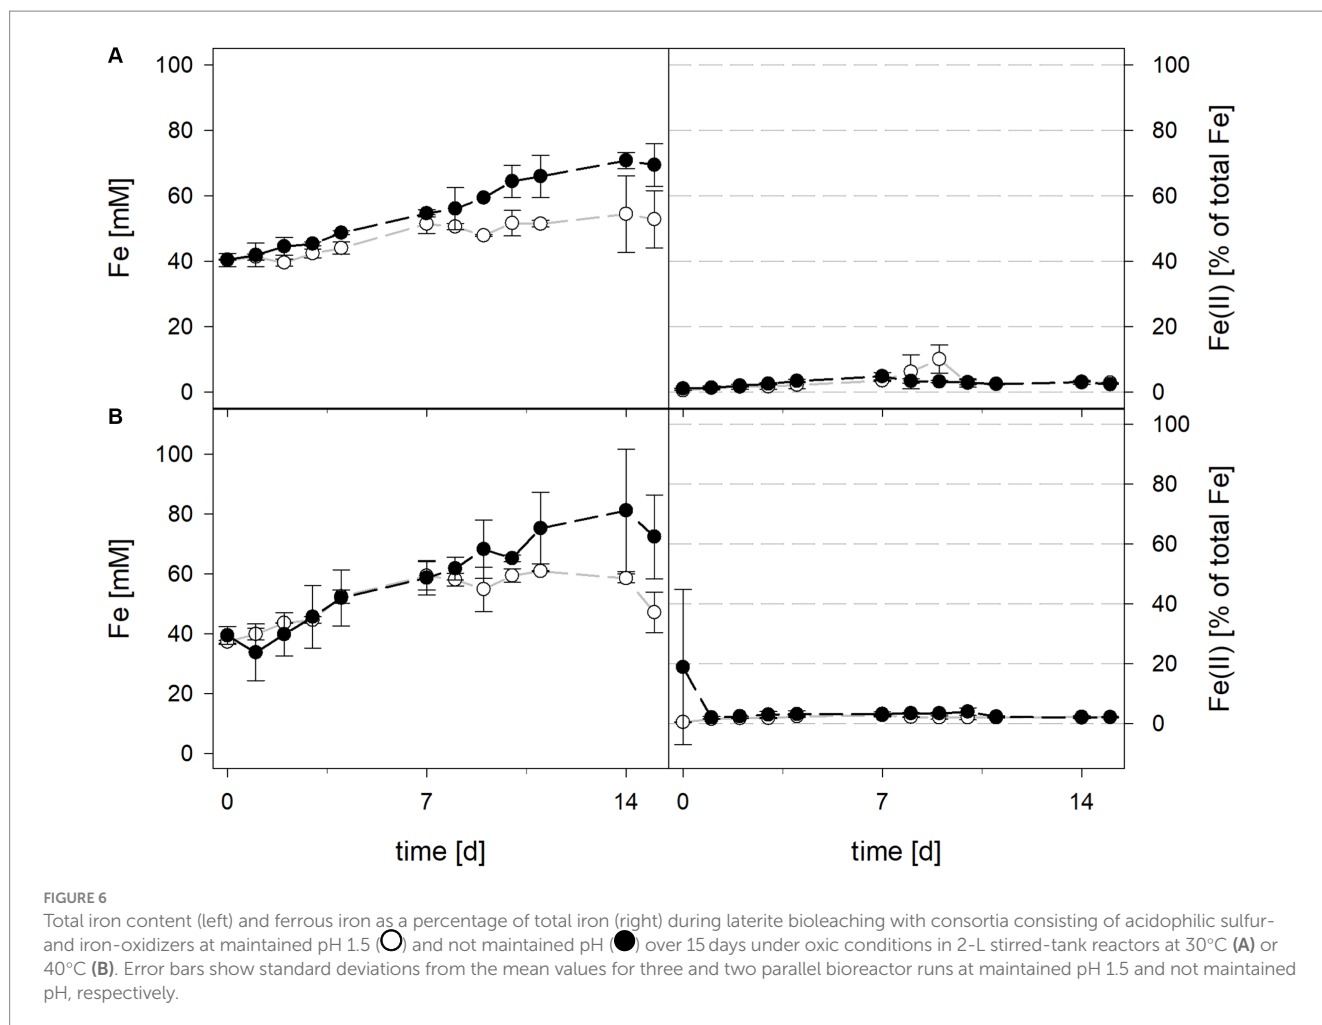 A
100
80
60
40
20
0
Fe [mM]
100
80
60
40
20
0
Fe(II) [% of total Fe]
B
100
80
60
40
20
0
Fe [mM]
100
80
60
40
20
0
Fe(II) [% of total Fe]
0 7 14
0 7 14
time [d]
time [d]
FIGURE 6
Total iron content (left) and ferrous iron as a percentage of total iron (right) during laterite bioleaching with consortia consisting of acidophilic sulfur-
and iron-oxidizers at maintained pH 1.5 (○) and not maintained pH (●) over 15 days under oxic conditions in 2-L stirred-tank reactors at 30°C (A) or
40°C (B). Error bars show standard deviations from the mean values for three and two parallel bioreactor runs at maintained pH 1.5 and not maintained
pH, respectively.